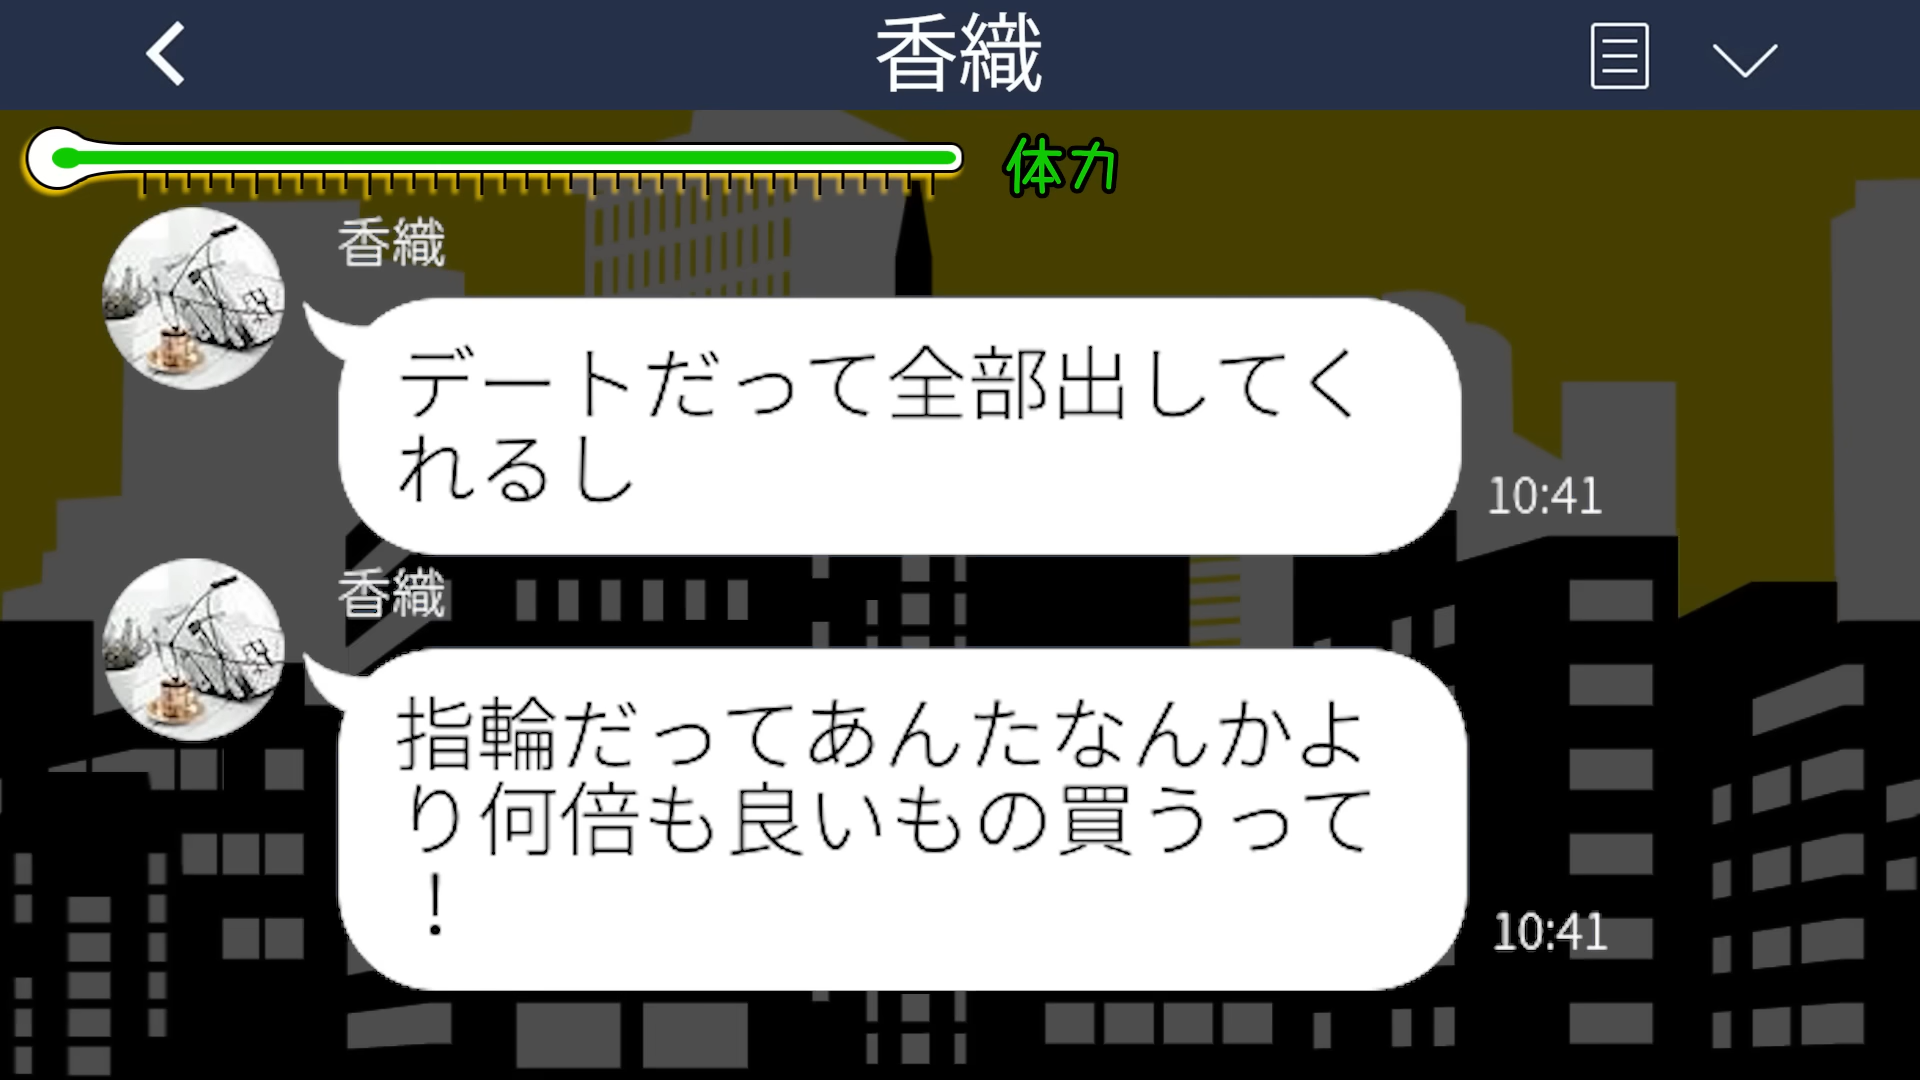 香織
体力
香織
デートだって全部出してく
れるし
10:41
香織
指輪だってあんたなんかよ
り何倍も良いもの買うって
！
10:41